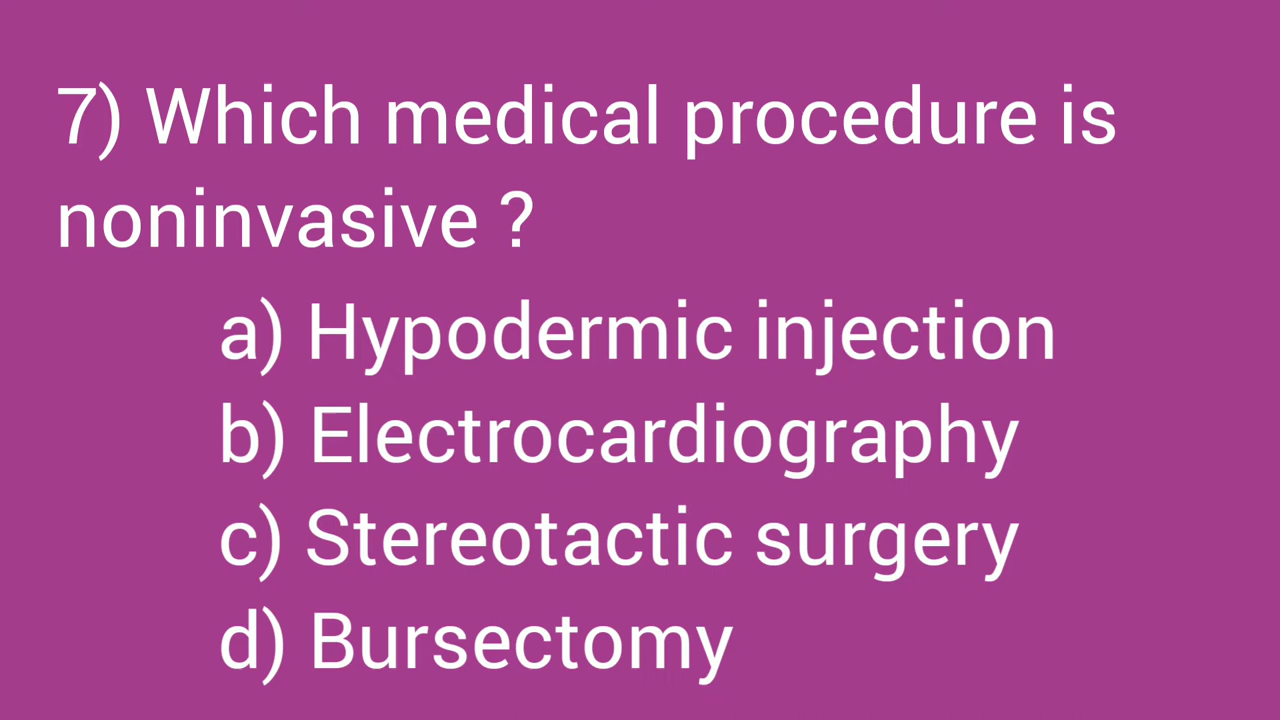 7) Which medical procedure is
noninvasive ?
a) Hypodermic injection
b) Electrocardiography
c) Stereotactic surgery
d) Bursectomy